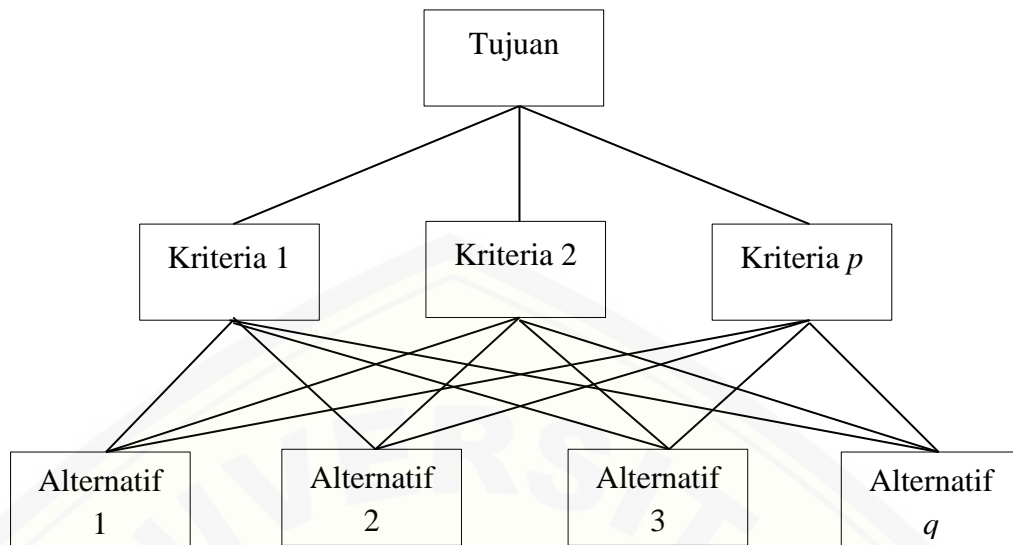 Tujuan
Kriteria 1
Kriteria 2
Kriteria p
Alternatif
1
Alternatif
2
Alternatif
3
Alternatif
q